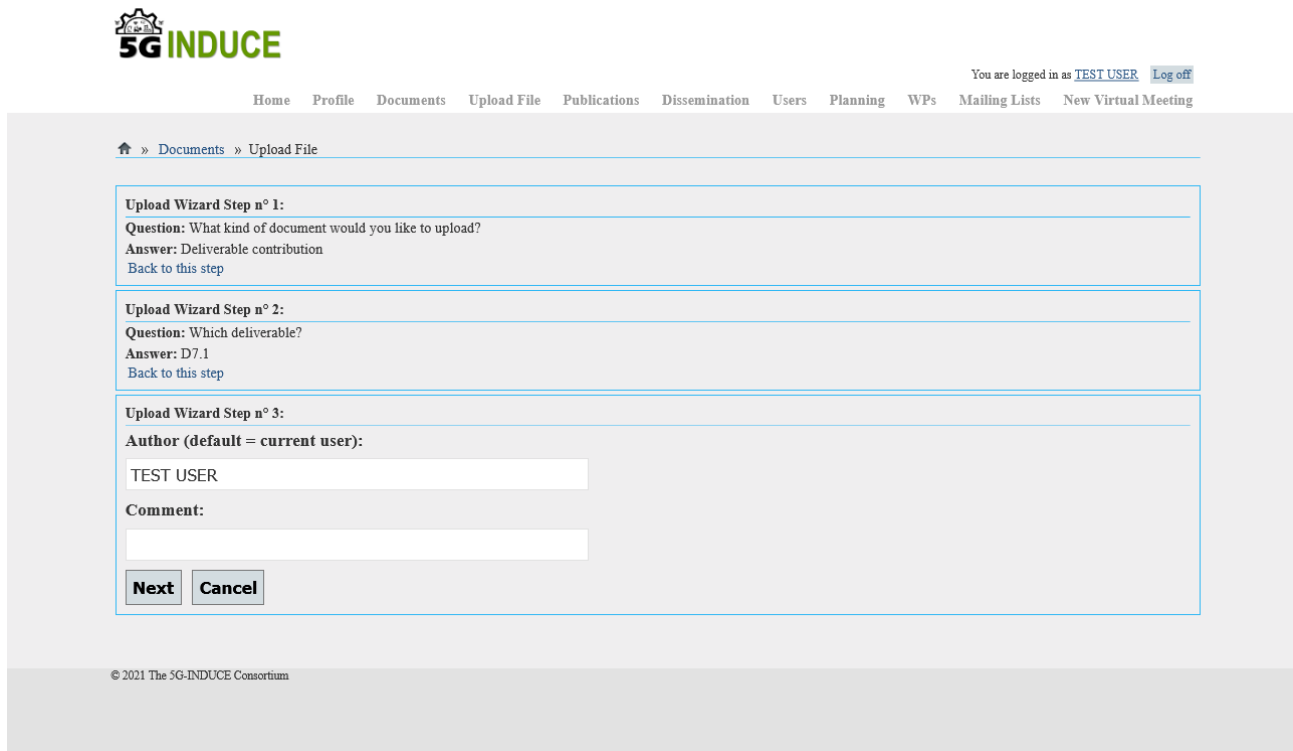 5G INDUCE
You are logged in as TEST USER Log off
Home Profile Documents Upload File Publications Dissemination Users Planning WPs Mailing Lists New Virtual Meeting
» Documents » Upload File
Upload Wizard Step n° 1:
Question: What kind of document would you like to upload?
Answer: Deliverable contribution
Back to this step
Upload Wizard Step n° 2:
Question: Which deliverable?
Answer: D7.1
Back to this step
Upload Wizard Step n° 3:
Author (default = current user):
TEST USER
Comment:
Next Cancel
© 2021 The 5G-INDUCE Consortium